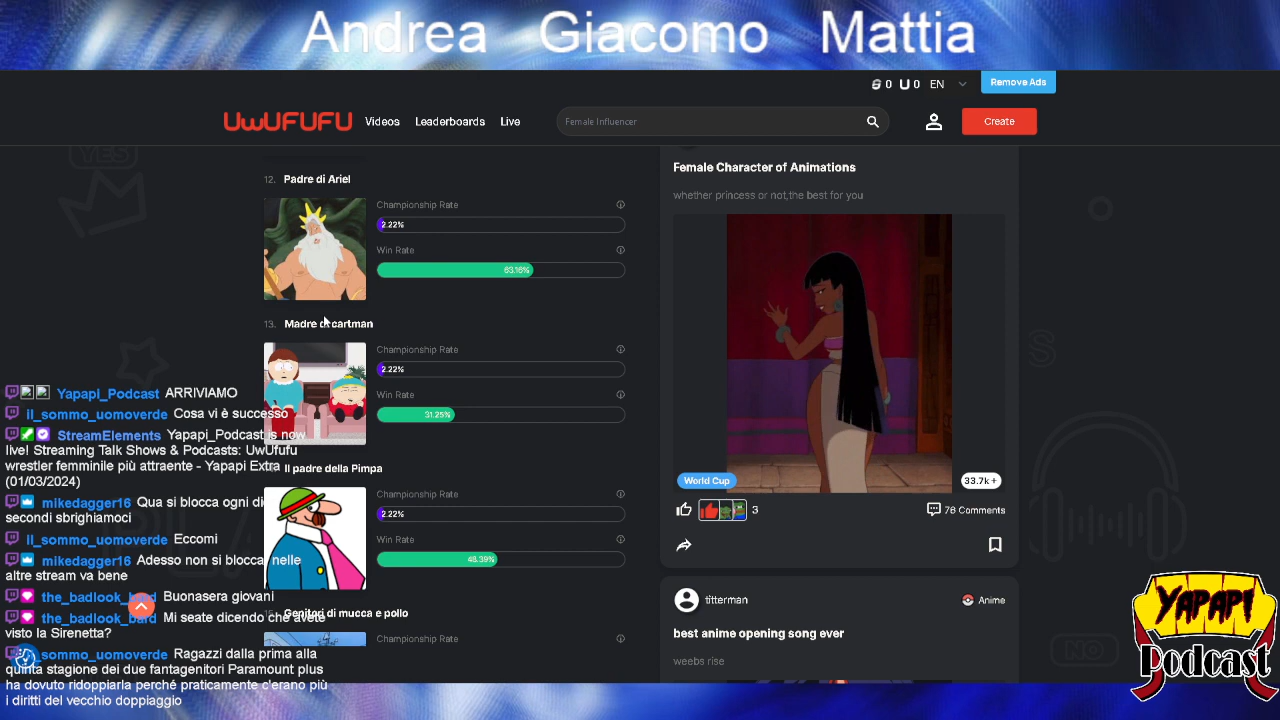 Andrea Giacomo Mattia
0 0 EN Remove Ads
UwUFUFU Videos Leaderboards Live Female Influencer Create
YES
12. Padre di Ariel
Championship Rate
2.22%
Win Rate
63.16%
13. Madre di cartman
Championship Rate
2.22%
Win Rate
31.25%
Il padre della Pimpa
Championship Rate
2.22%
Win Rate
48.39%
Genitori di mucca e pollo
Championship Rate
Female Character of Animations
whether princess or not,the best for you
World Cup 33.7k+
3 78 Comments
titterman Anime
best anime opening song ever
weebs rise
NO
Yapapi_Podcast ARRIVIAMO
il_sommo_uomoverde Cosa vi è successo
StreamElements Yapapi_Podcast is now
live! Streaming Talk Shows & Podcasts: UwUfufu
wrestler femminile più attraente - Yapapi Extra
(01/03/2024)
mikedagger16 Qua si blocca ogni di
secondi sbrighiamoci
il_sommo_uomoverde Eccomi
mikedagger16 Adesso non si blocca, nelle
altre stream va bene
the_badlook_bard Buonasera giovani
the_badlook_bard Mi seate dicendo che avete
visto la Sirenetta?
sommo_uomoverde Ragazzi dalla prima alla
quinta stagione dei due fantagenitori Paramount plus
ha dovuto ridoppiarla perché praticamente c'erano più
i diritti del vecchio doppiaggio
YAPAP!
Podcast